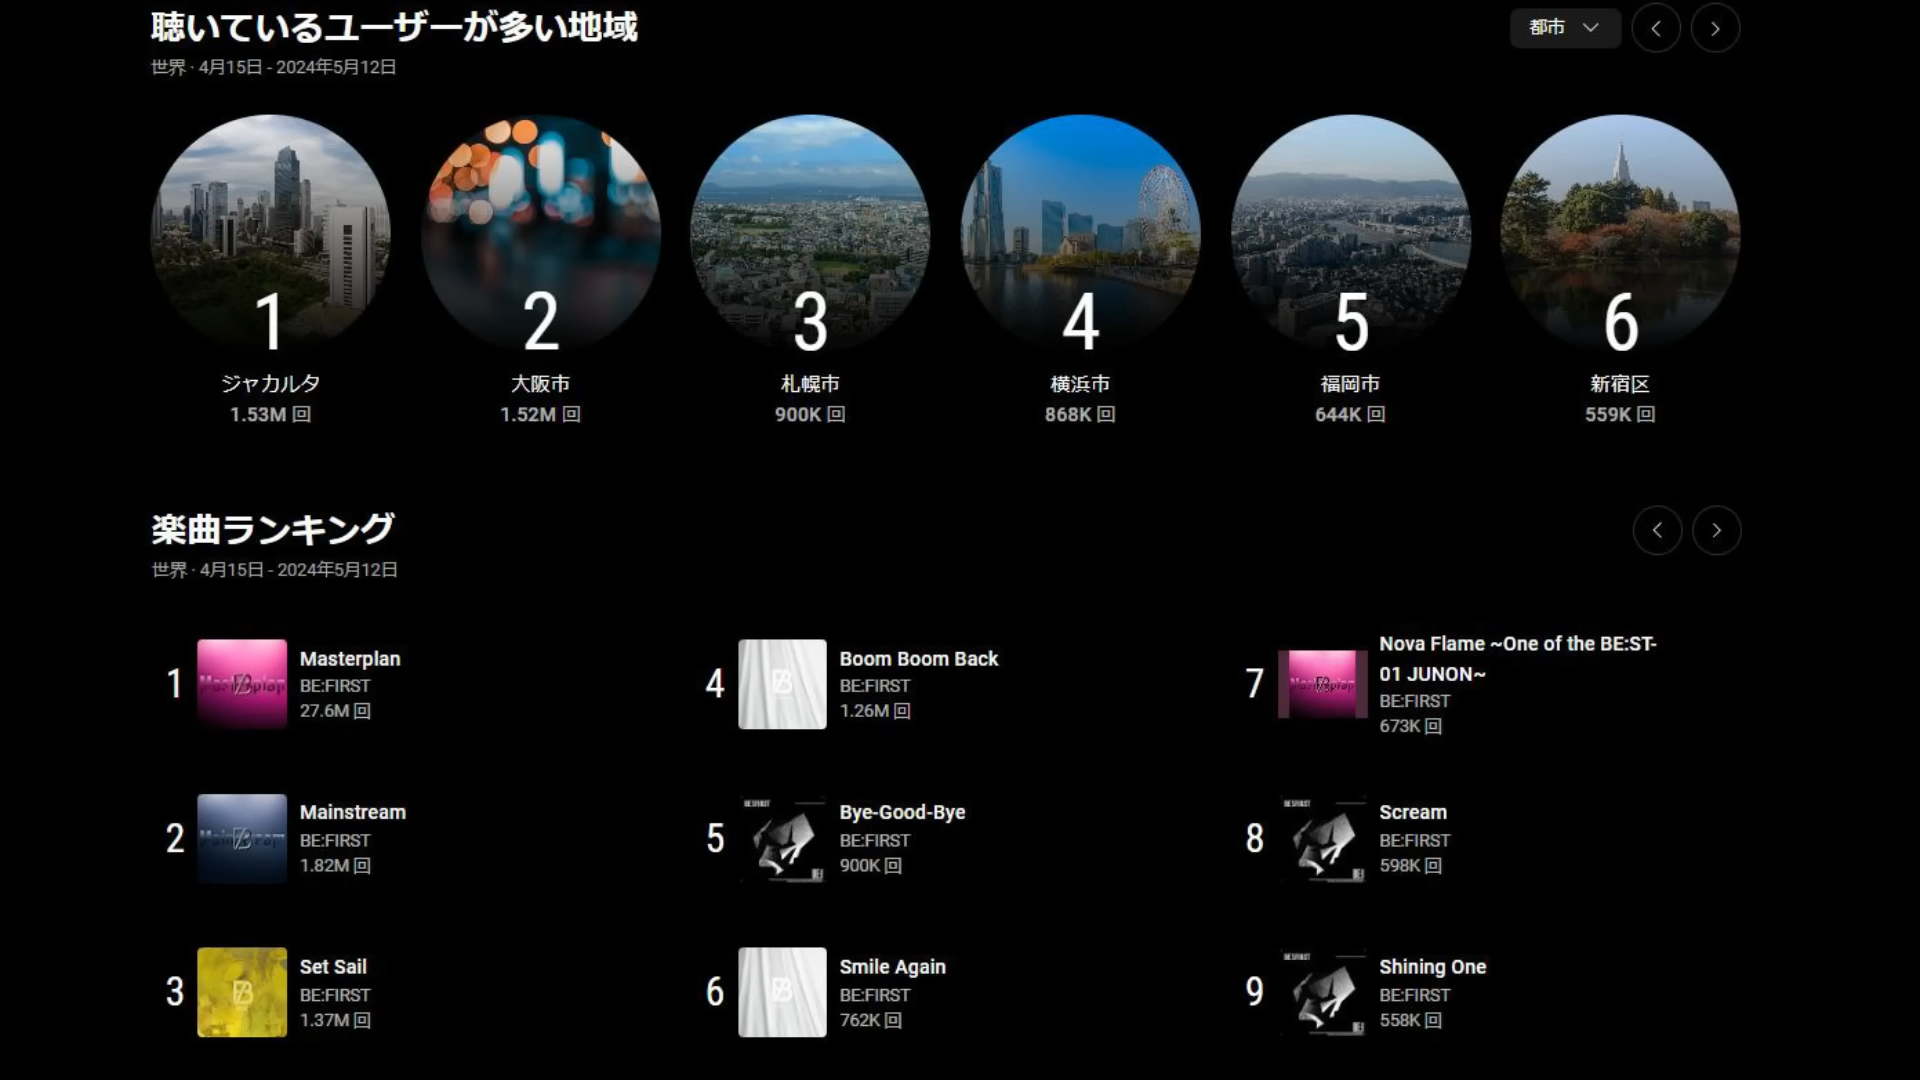 聴いているユーザーが多い地域
都市
世界 · 4月15日 - 2024年5月12日
1
ジャカルタ
1.53M 回
2
大阪市
1.52M 回
3
札幌市
900K 回
4
横浜市
868K 回
5
福岡市
644K 回
6
新宿区
559K 回
楽曲ランキング
世界 · 4月15日 - 2024年5月12日
1
Masterplan
BE:FIRST
27.6M 回
2
Mainstream
BE:FIRST
1.82M 回
3
Set Sail
BE:FIRST
1.37M 回
4
Boom Boom Back
BE:FIRST
1.26M 回
5
Bye-Good-Bye
BE:FIRST
900K 回
6
Smile Again
BE:FIRST
762K 回
7
Nova Flame ~One of the BE:ST-
01 JUNON~
BE:FIRST
673K 回
8
Scream
BE:FIRST
598K 回
9
Shining One
BE:FIRST
558K 回